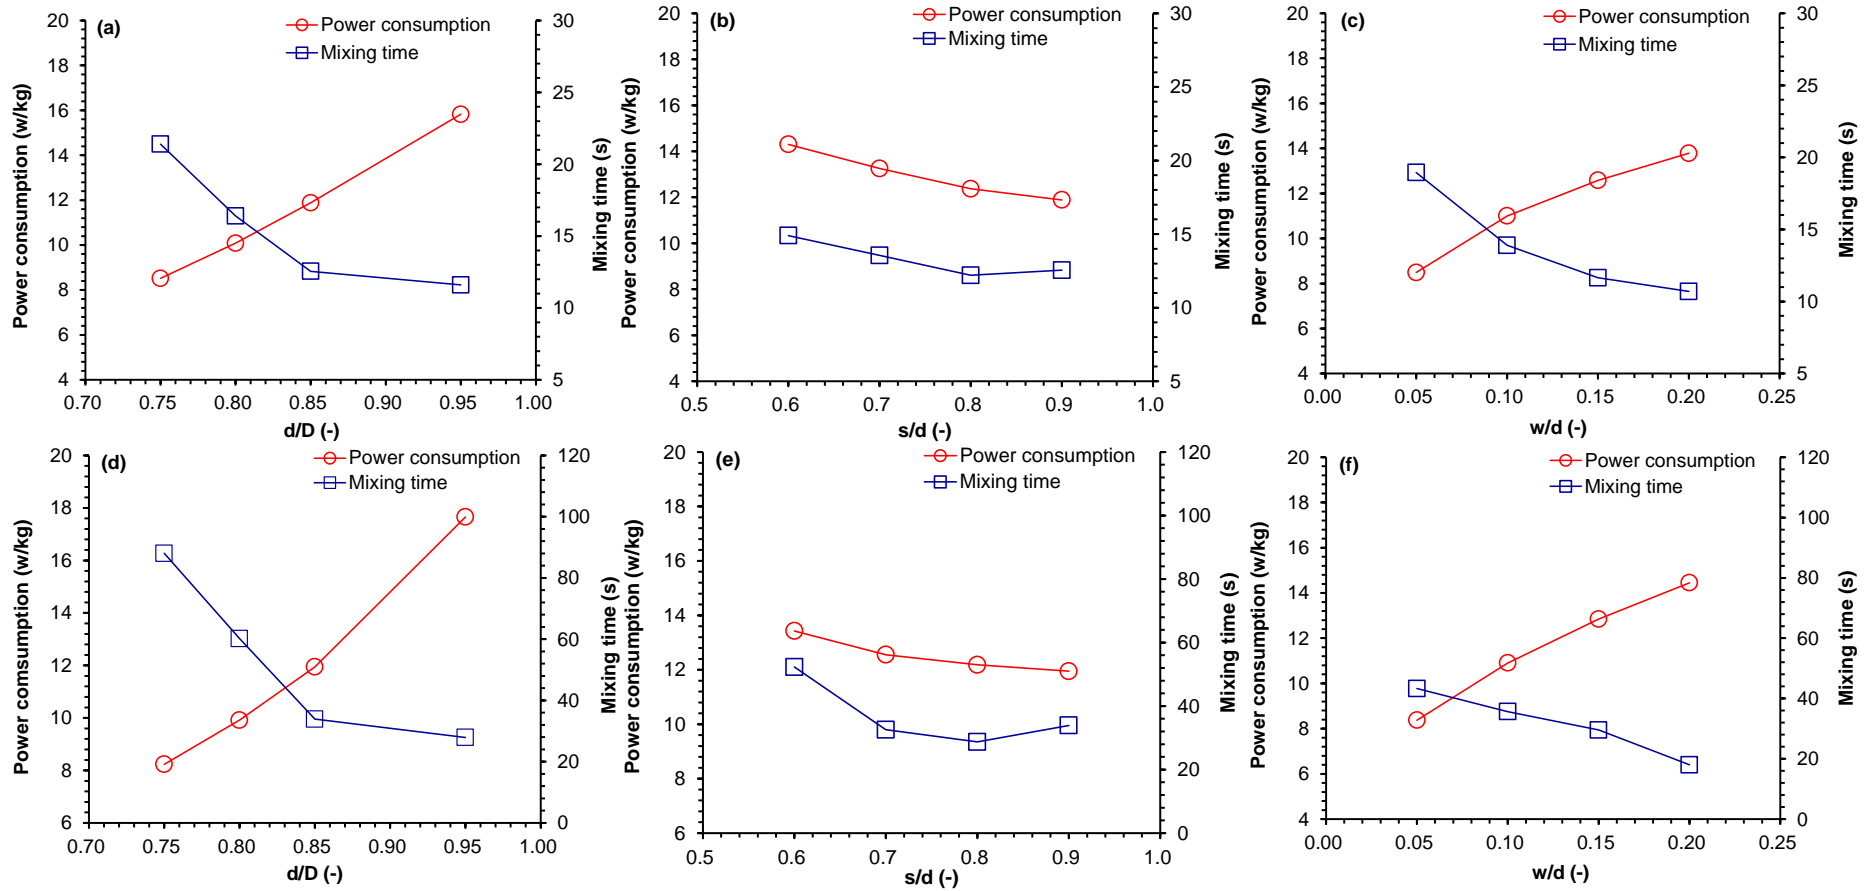 (a)
Power consumption
Mixing time
20
18
16
14
12
10
8
6
4
30
25
20
15
10
5
0.70 0.75 0.80 0.85 0.90 0.95 1.00
d/D (-)
Power consumption (w/kg)
Mixing time (s)
(b)
Power consumption
Mixing time
20
18
16
14
12
10
8
6
4
30
25
20
15
10
5
0.5 0.6 0.7 0.8 0.9 1.0
s/d (-)
Power consumption (w/kg)
Mixing time (s)
(c)
Power consumption
Mixing time
20
18
16
14
12
10
8
6
4
30
25
20
15
10
5
0.00 0.05 0.10 0.15 0.20 0.25
w/d (-)
Power consumption (w/kg)
Mixing time (s)
(d)
Power consumption
Mixing time
20
18
16
14
12
10
8
6
120
100
80
60
40
20
0
0.70 0.75 0.80 0.85 0.90 0.95 1.00
d/D (-)
Power comsumption (w/kg)
Mixing time (s)
(e)
Power consumption
Mixing time
20
18
16
14
12
10
8
6
120
100
80
60
40
20
0
0.5 0.6 0.7 0.8 0.9 1.0
s/d (-)
Power consumption (w/kg)
Mixing time (s)
(f)
Power consumption
Mixing time
20
18
16
14
12
10
8
6
4
120
100
80
60
40
20
0
0.00 0.05 0.10 0.15 0.20 0.25
w/d (-)
Power consumption (w/kg)
Mixing time (s)